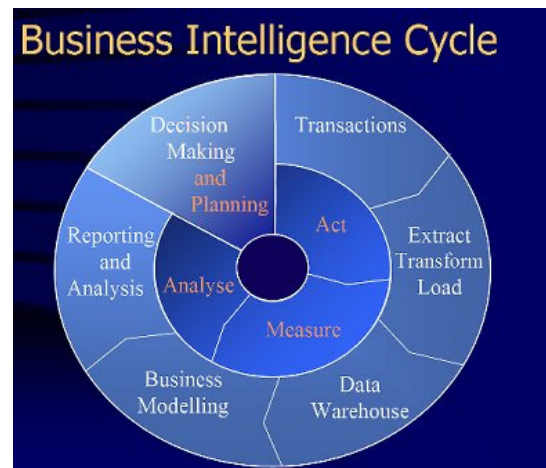 Business Intelligence Cycle
Decision
Making
and
Planning
Transactions
Extract
Transform
Load
Data
Warehouse
Business
Modelling
Reporting
and
Analysis
Act
Measure
Analyse